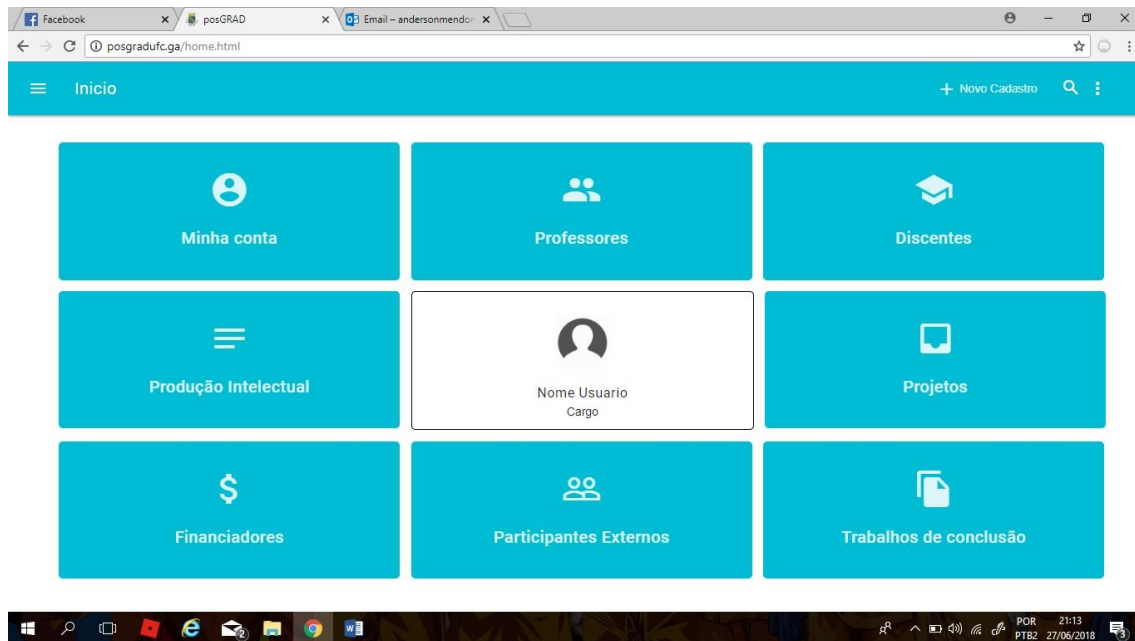 Facebook
posGRAD
Email – andersonmendor
posgradufc.ga/home.html
Inicio
Novo Cadastro
Minha conta
Professores
Discentes
Produção Intelectual
Nome Usuario
Cargo
Projetos
Financiadores
Participantes Externos
Trabalhos de conclusão
POR
PTB2
21:13
27/06/2018